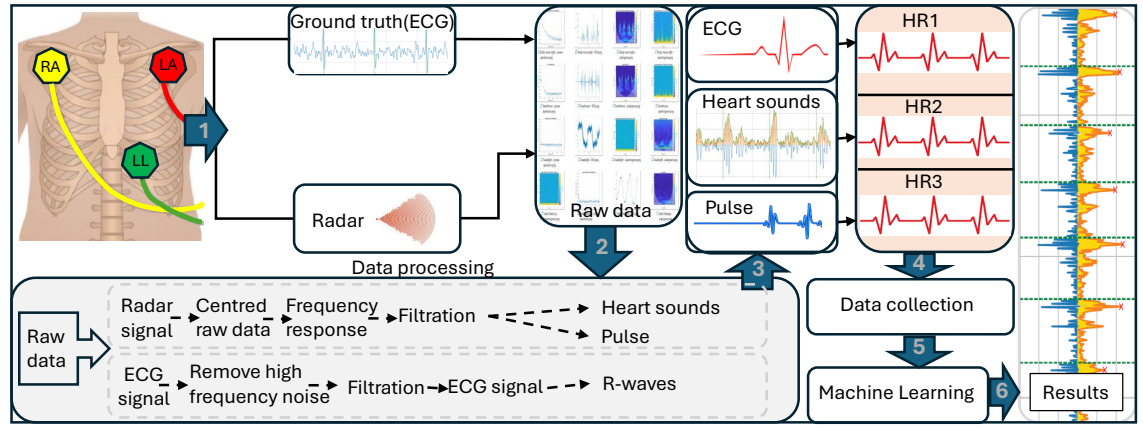 RA
LA
LL
1
Ground truth(ECG)
Radar
Raw data
2
ECG
Heart sounds
Pulse
3
HR1
HR2
HR3
4
Data collection
5
Machine Learning
6
Results
Data processing
Raw
data
Radar
signal
Centred
raw data
Frequency
response
Filtration
Heart sounds
Pulse
ECG
signal
Remove high
frequency noise
Filtration
ECG signal
R-waves